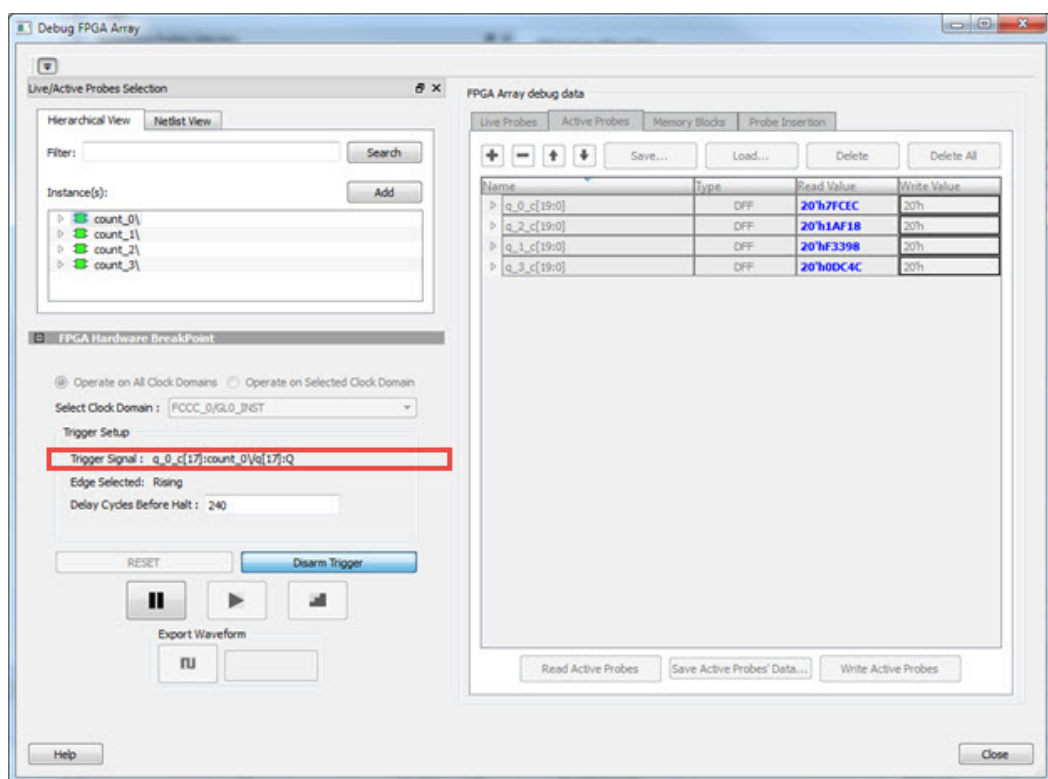 Debug FPGA Array
Live/Active Probes Selection
Hierarchical View Netlist View
Filter: Search
Instance(s): Add
count_0\
count_1\
count_2\
count_3\
FPGA Hardware BreakPoint
Operate on All Clock Domains Operate on Selected Clock Domain
Select Clock Domain : FCCC_0/GL0_INST
Trigger Setup
Trigger Signal : q_0_c[17]:count_0\/q[17]:Q
Edge Selected: Rising
Delay Cycles Before Halt : 240
RESET Disarm Trigger
Export Waveform
FPGA Array debug data
Live Probes Active Probes Memory Blocks Probe Insertion
Save... Load... Delete Delete All
Name Type Read Value Write Value
q_0_c[19:0] DFF 20'h7FCEC 20'h
q_2_c[19:0] DFF 20'h1AF18 20'h
q_1_c[19:0] DFF 20'hF3398 20'h
q_3_c[19:0] DFF 20'h0DC4C 20'h
Read Active Probes Save Active Probes' Data... Write Active Probes
Help Close